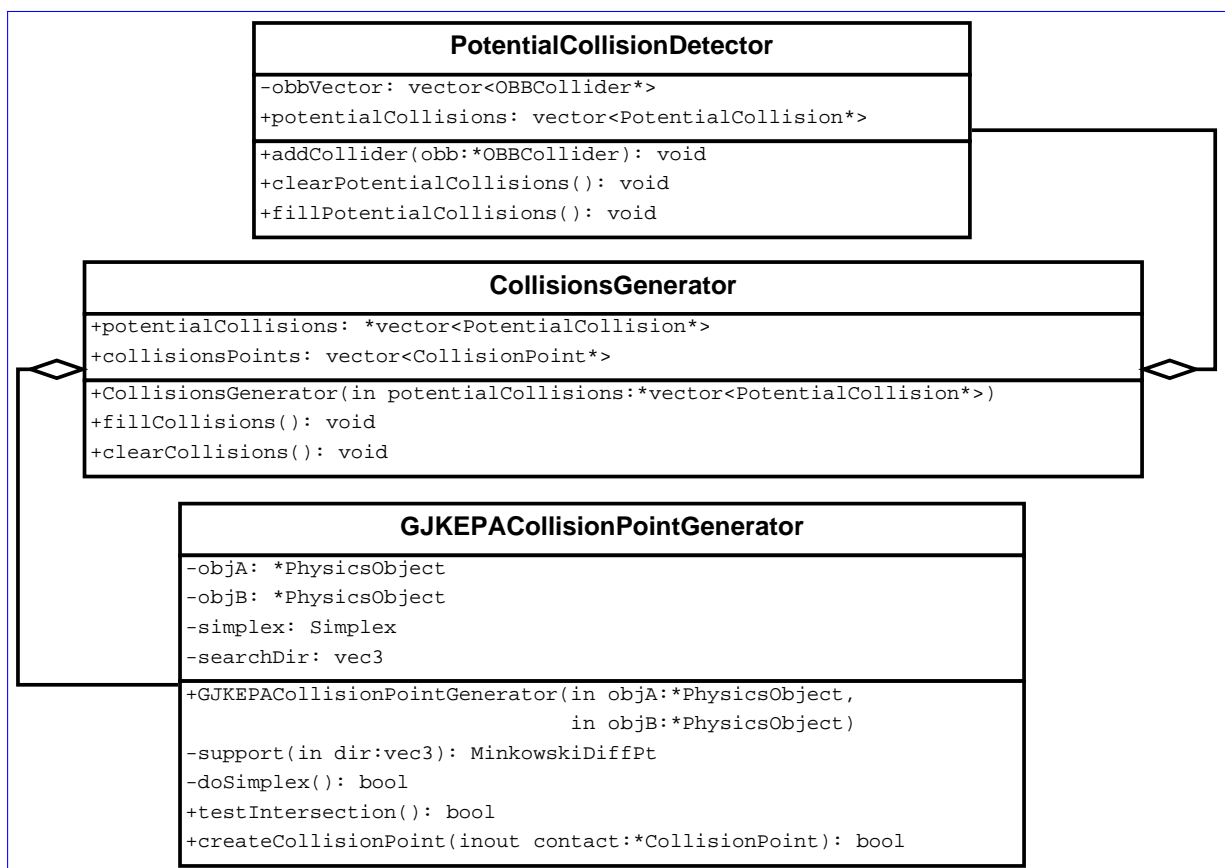 PotentialCollisionDetector
-obbVector: vector<OBBCollider*>
+potentialCollisions: vector<PotentialCollision*>
+addCollider(obb:*OBBCollider): void
+clearPotentialCollisions(): void
+fillPotentialCollisions(): void
CollisionsGenerator
+potentialCollisions: *vector<PotentialCollision*>
+collisionsPoints: vector<CollisionPoint*>
+CollisionsGenerator(in potentialCollisions:*vector<PotentialCollision*>)
+fillCollisions(): void
+clearCollisions(): void
GJKEPACollisionPointGenerator
-objA: *PhysicsObject
-objB: *PhysicsObject
-simplex: Simplex
-searchDir: vec3
+GJKEPACollisionPointGenerator(in objA:*PhysicsObject,
in objB:*PhysicsObject)
-support(in dir:vec3): MinkowskiDiffPt
-doSimplex(): bool
+testIntersection(): bool
+createCollisionPoint(inout contact:*CollisionPoint): bool